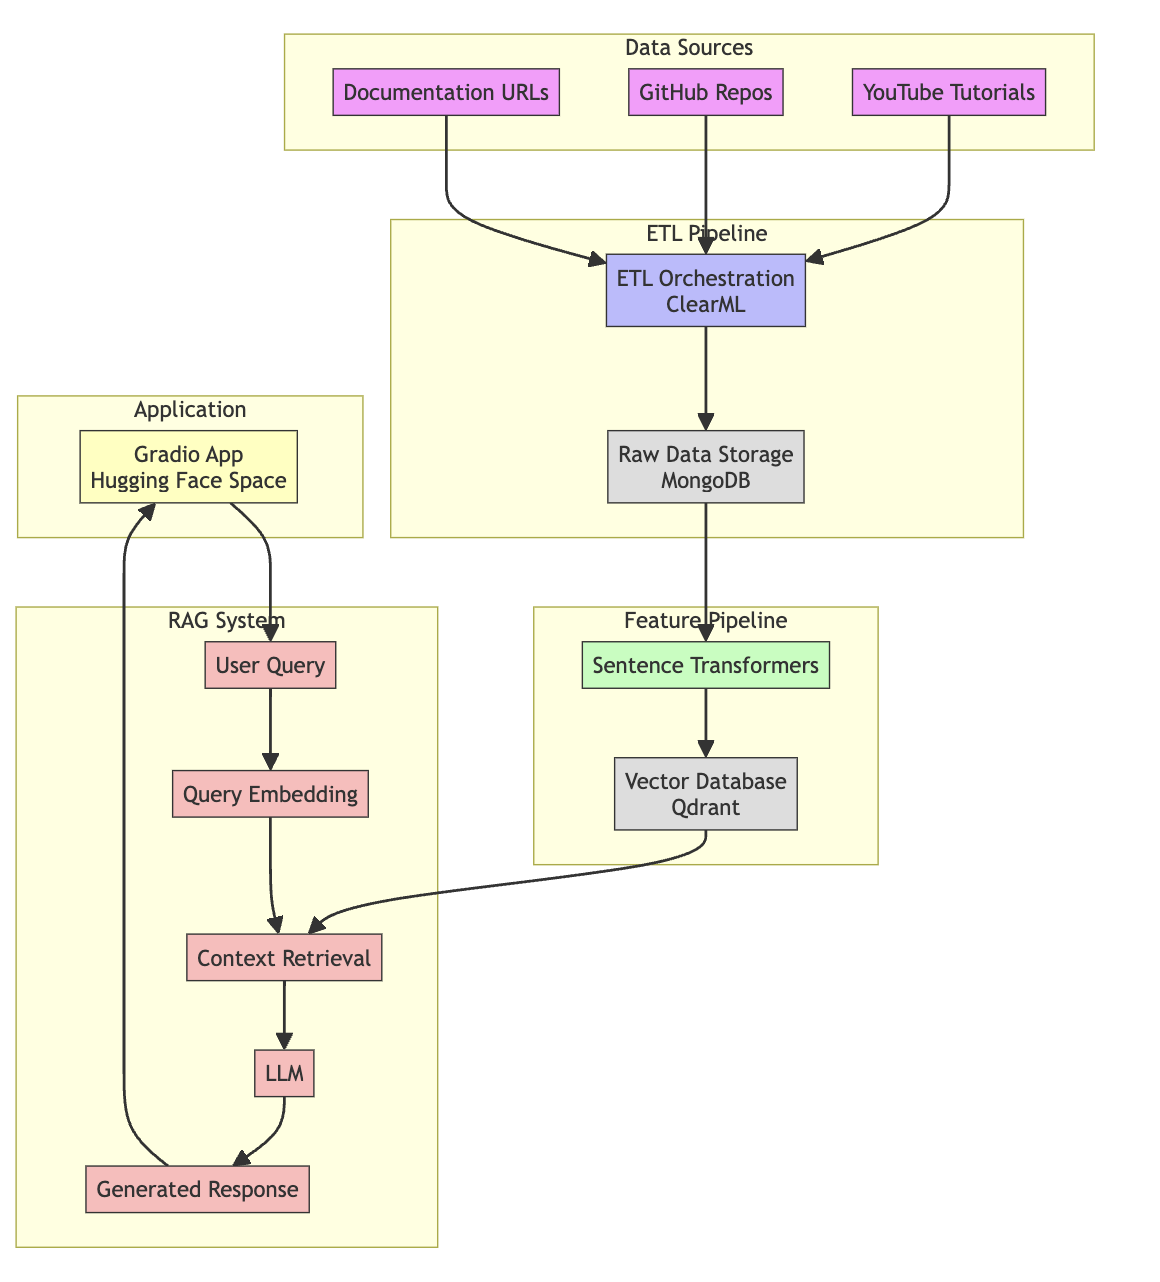 Data Sources
Documentation URLs
GitHub Repos
YouTube Tutorials
ETL Pipeline
ETL Orchestration
ClearML
Application
Gradio App
Hugging Face Space
Raw Data Storage
MongoDB
RAG System
User Query
Query Embedding
Context Retrieval
LLM
Generated Response
Feature Pipeline
Sentence Transformers
Vector Database
Qdrant